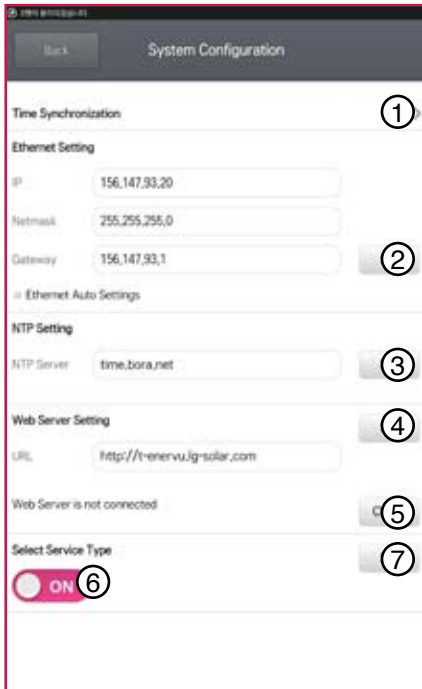 Back
System Configuration
Time Synchronization
1
Ethernet Setting
IP
156,147,93,20
Netmask
255,255,255,0
Gateway
156,147,93,1
2
Ethernet Auto Settings
NTP Setting
NTP Server
time,bora,net
3
Web Server Setting
4
URL
http://t-enervu,lg-solar,com
Web Server is not connected
5
Select Service Type
7
ON
6